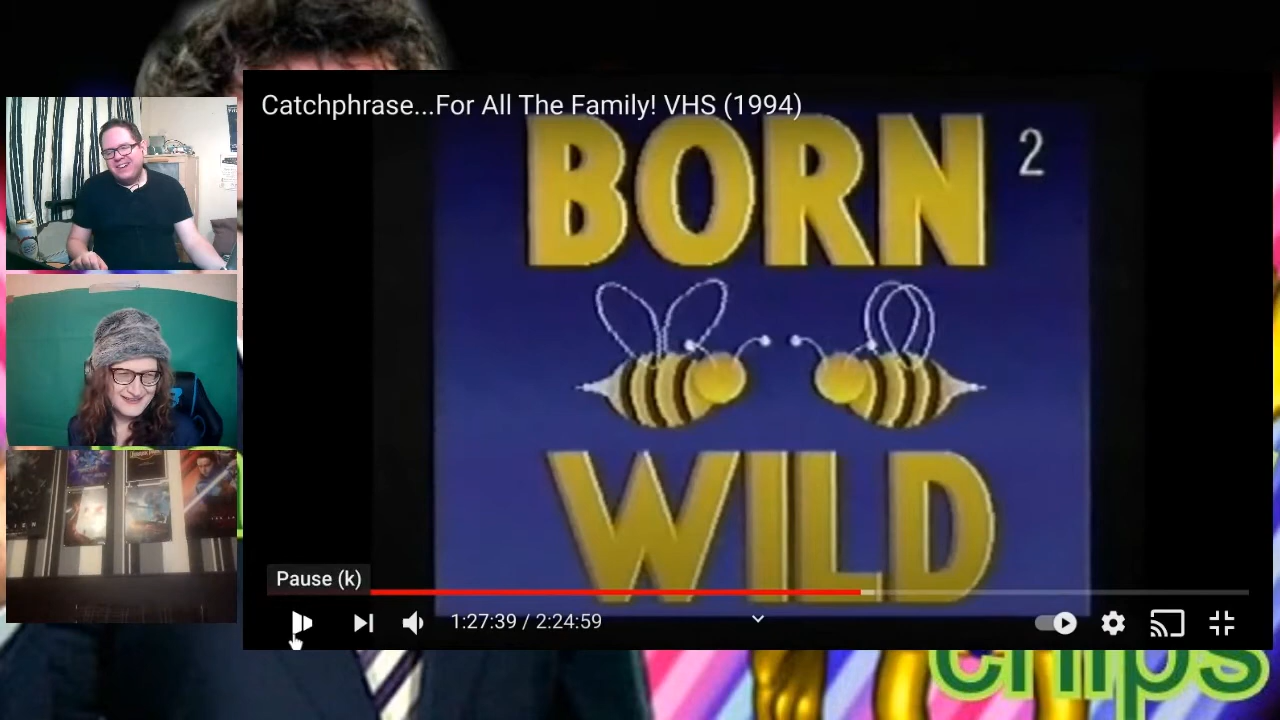 Catchphrase...For All The Family! VHS (1994)
BORN
2
WILD
Pause (k)
1:27:39 / 2:24:59
chips